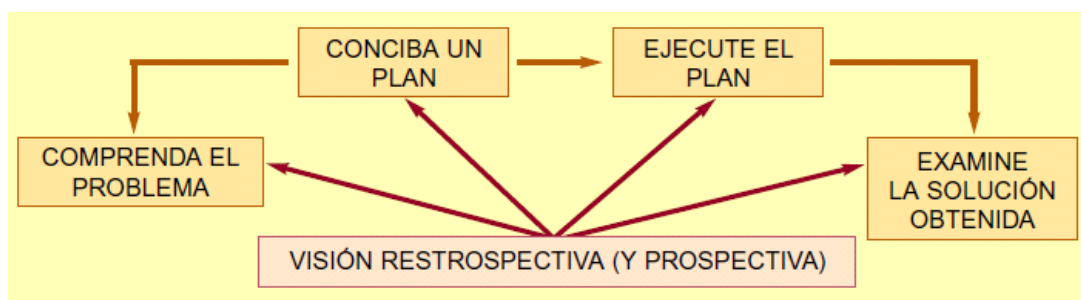 CONCIBA UN
PLAN
EJECUTE EL
PLAN
COMPRENDA EL
PROBLEMA
EXAMINE
LA SOLUCIÓN
OBTENIDA
VISIÓN RESTROSPECTIVA (Y PROSPECTIVA)